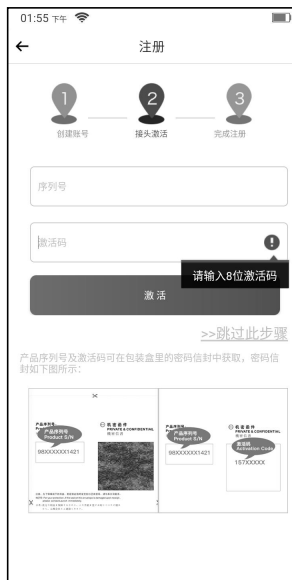 01:55 下午
注册
1
2
3
创建账号
接头激活
完成注册
序列号
激活码
请输入8位激活码
激 活
>>跳过此步骤
产品序列号及激活码可在包装盒里的密码信封中获取，密码信
封如下图所示：
产品序列号
Product S/N
98XXXXXX1421
机密函件
PRIVATE & CONFIDENTIAL
产品序列号
Product S/N
98XXXXXX1421
机密函件
PRIVATE & CONFIDENTIAL
激活码
Activation Code
157XXXXX